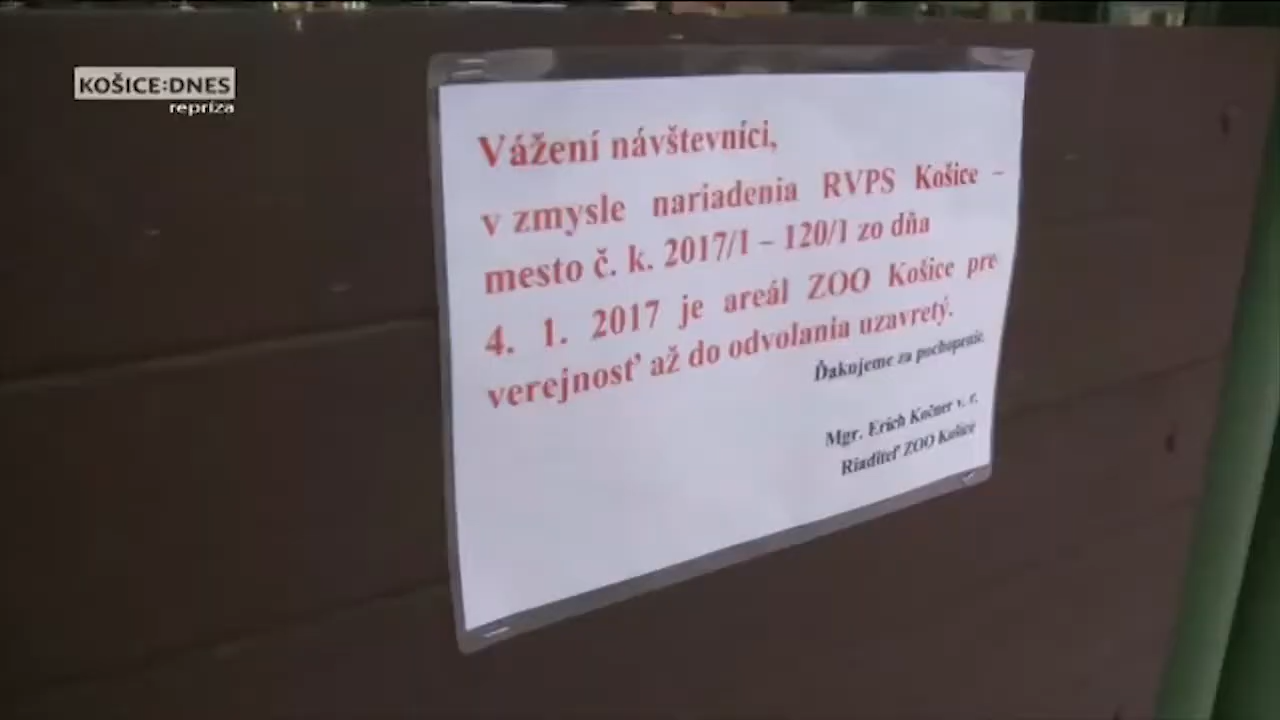 KOŠICE:DNES
repríza
Vážení návštevníci,
v zmysle nariadenia RVPS Košice –
mesto č. k. 2017/1 – 120/1 zo dňa
4. 1. 2017 je areál ZOO Košice pre
verejnosť až do odvolania uzavretý.
Ďakujeme za pochopenie.
Mgr. Erich Kočner v. r.
Riaditeľ ZOO Košice